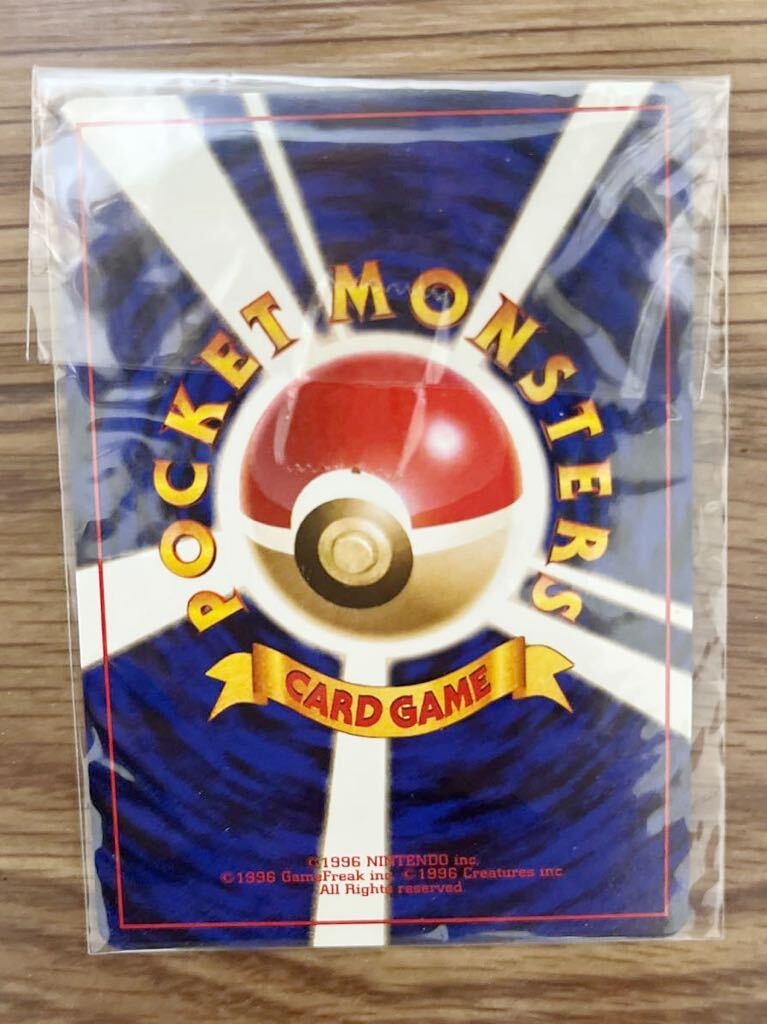 POCKET MONSTERS
CARD GAME
©1996 NINTENDO inc.
©1996 GameFreak inc. ©1996 Creatures inc.
All Rights reserved.